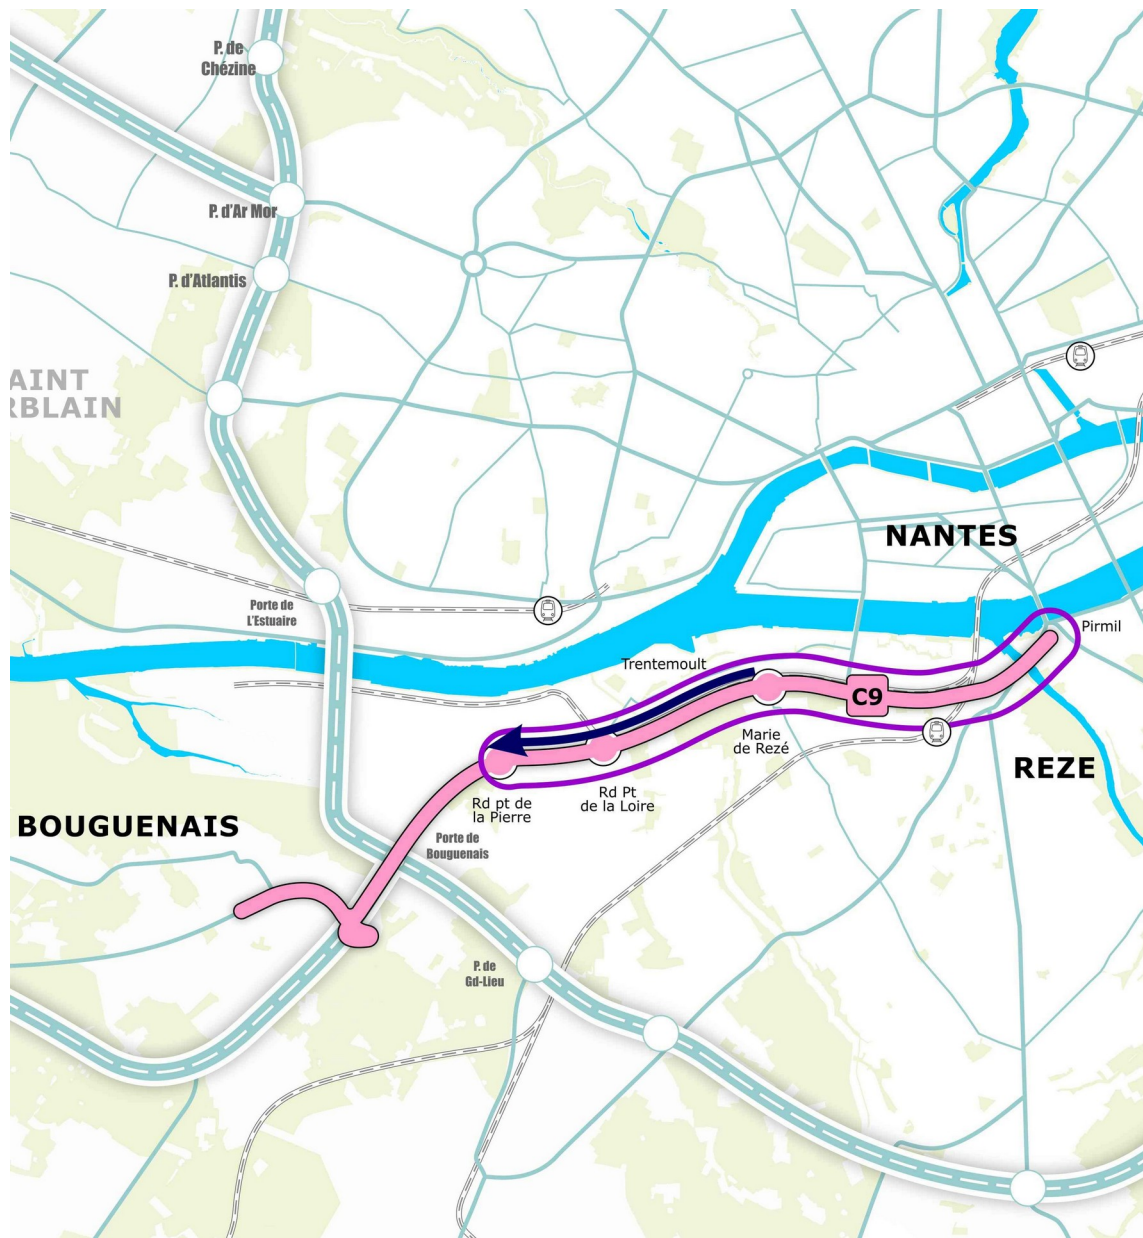 P. de
Chézine
P. d'Ar Mor
P. d'Atlantis
AINT
RBLAIN
NANTES
Porte de
L'Estuaire
Pirmil
Trentemoult
C9
Marie
de Rezé
REZE
Rd pt de
la Pierre
Rd Pt
de la Loire
BOUGUENAIS
Porte de
Bouguenais
P. de
Gd-Lieu